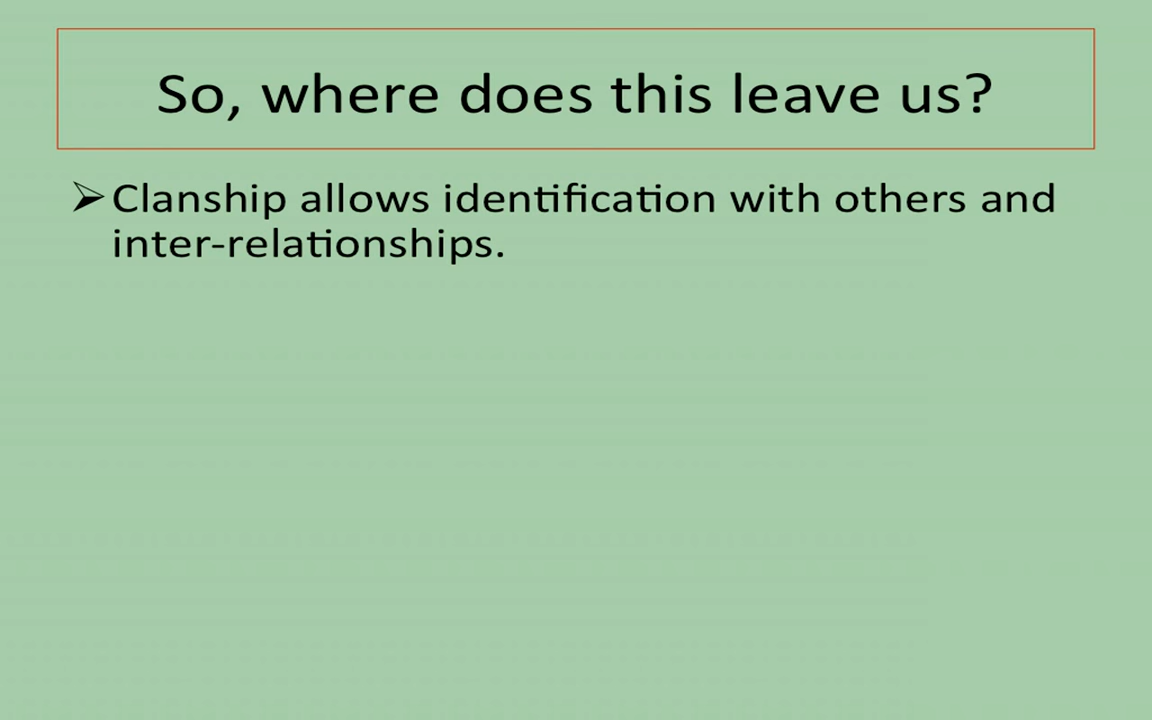 So, where does this leave us?
➢Clanship allows identification with others and
inter-relationships.